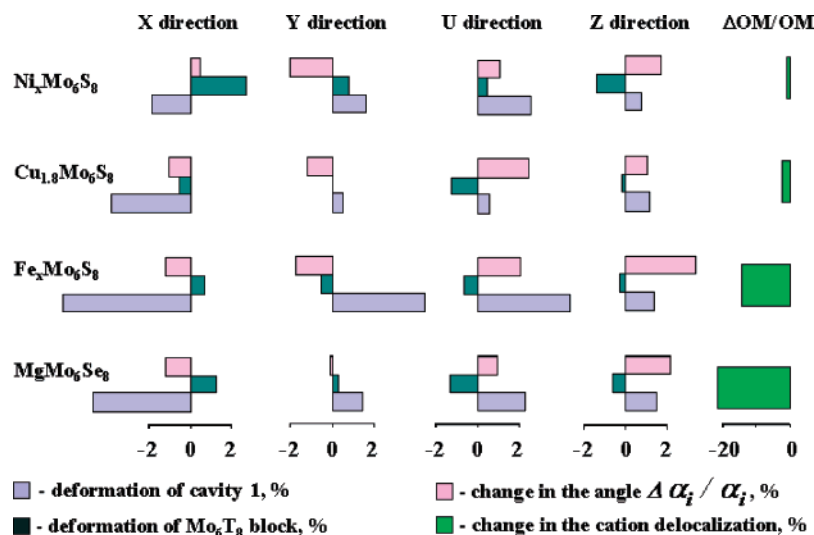 X direction Y direction U direction Z direction ΔOM/OM
NiₓMo₆S₈
Cu₁.₈Mo₆S₈
FeₓMo₆S₈
MgMo₆Se₈
-2 0 2 -2 0 2 -2 0 2 -2 0 2 -20 0
- deformation of cavity 1, % - change in the angle Δ αᵢ / αᵢ, %
- deformation of Mo₆T₈ block, % - change in the cation delocalization, %